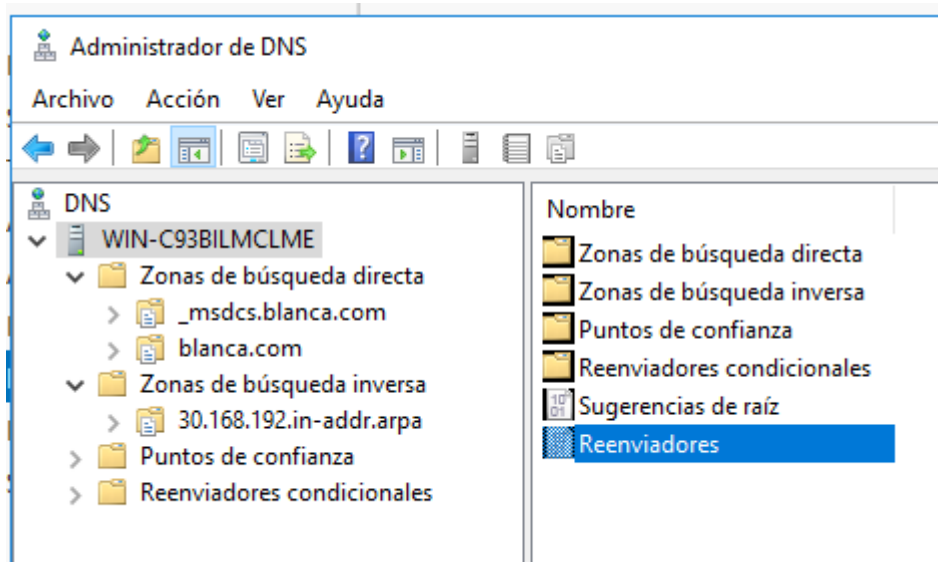 Administrador de DNS
Archivo Acción Ver Ayuda
DNS
WIN-C93BILMCLME
Zonas de búsqueda directa
_msdcs.blanca.com
blanca.com
Zonas de búsqueda inversa
30.168.192.in-addr.arpa
Puntos de confianza
Reenviadores condicionales
Nombre
Zonas de búsqueda directa
Zonas de búsqueda inversa
Puntos de confianza
Reenviadores condicionales
Sugerencias de raíz
Reenviadores